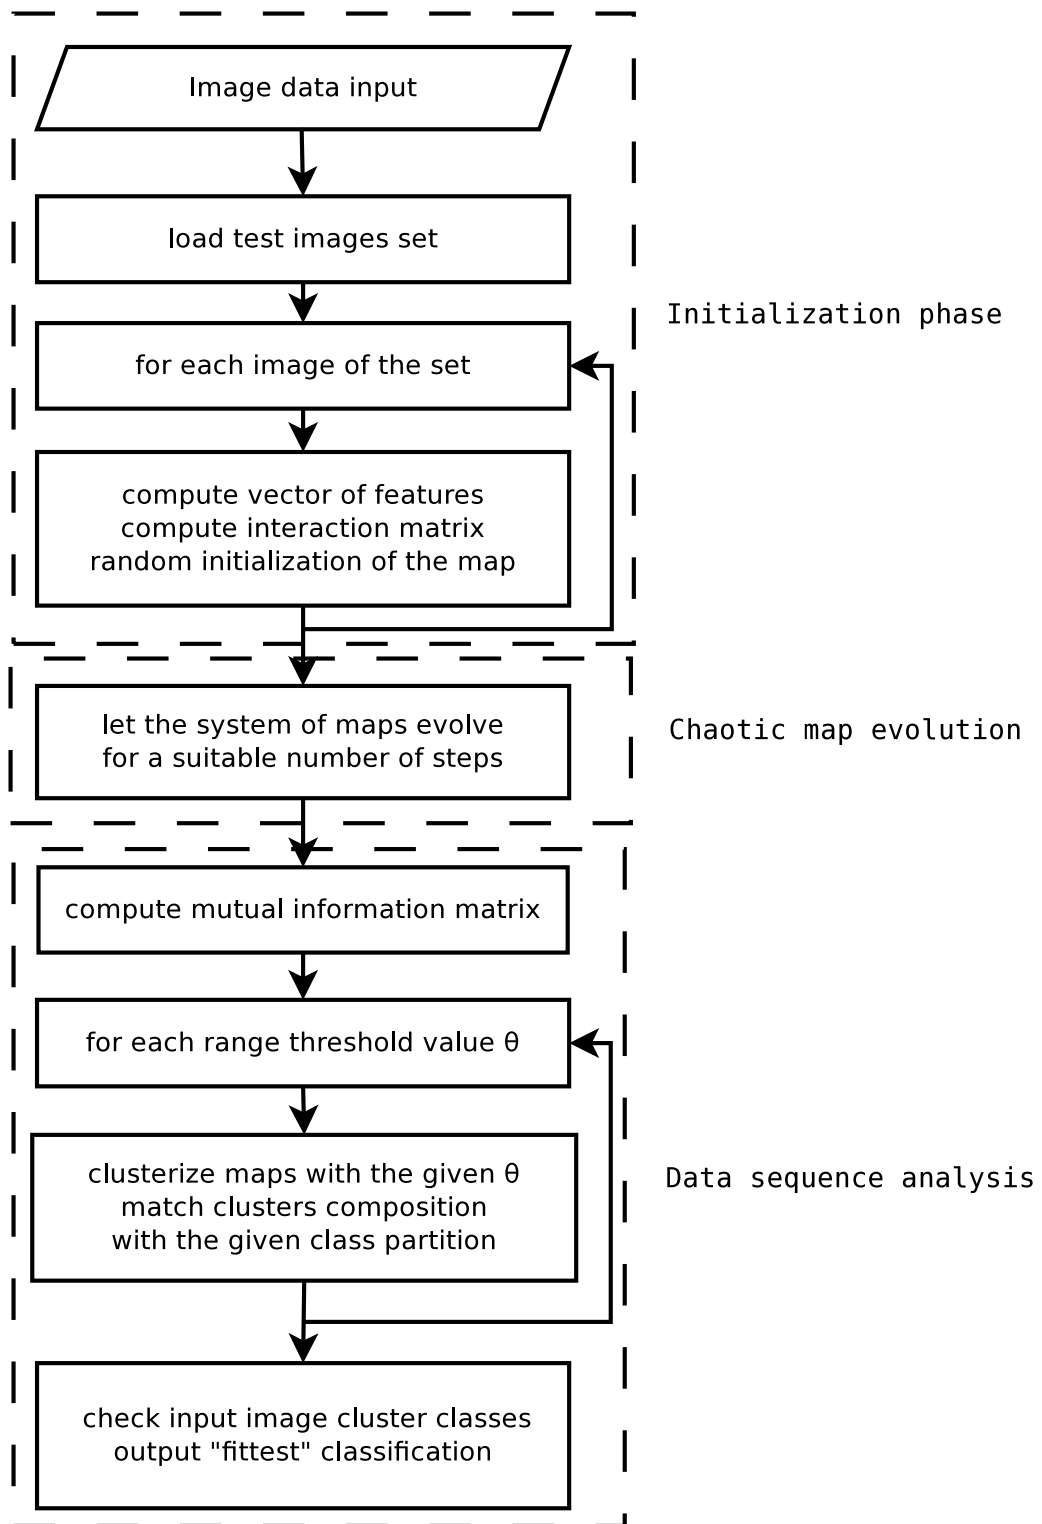 Image data input
load test images set
for each image of the set
Initialization phase
compute vector of features
compute interaction matrix
random initialization of the map
let the system of maps evolve
for a suitable number of steps
Chaotic map evolution
compute mutual information matrix
for each range threshold value θ
clusterize maps with the given θ
match clusters composition
with the given class partition
Data sequence analysis
check input image cluster classes
output "fittest" classification